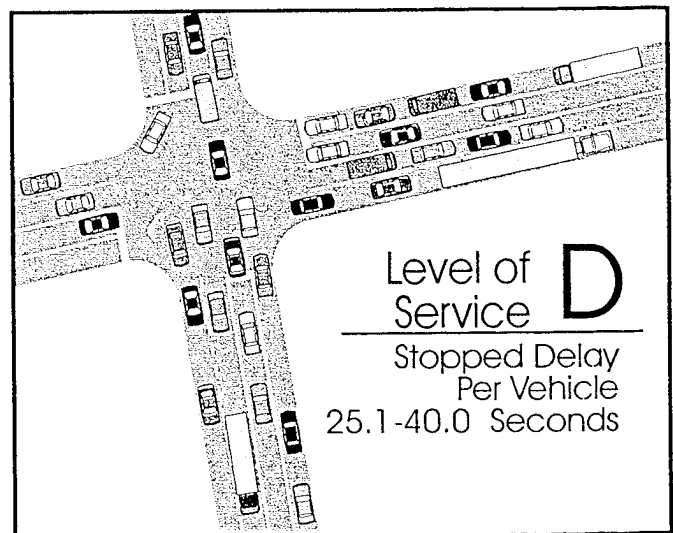 Level of
Service D
Stopped Delay
Per Vehicle
25.1-40.0 Seconds